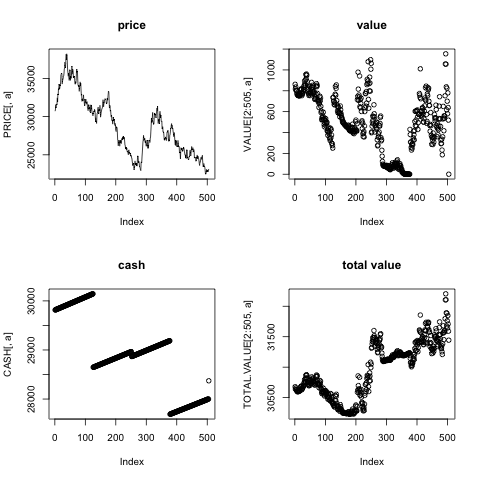 price
value
PRICE[, a]
25000 30000 35000
0 100 200 300 400 500
Index
VALUE[2:505, a]
0 200 600 1000
0 100 200 300 400 500
Index
cash
total value
CASH[, a]
28000 29000 30000
0 100 200 300 400 500
Index
TOTAL.VALUE[2:505, a]
30500 31500
0 100 200 300 400 500
Index